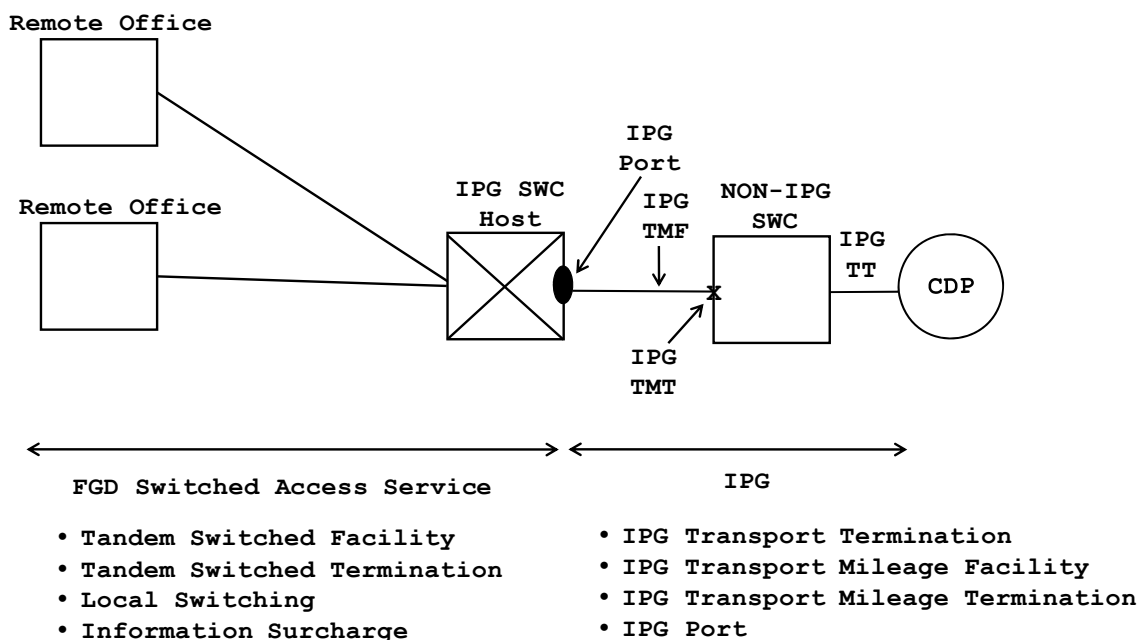 Remote Office
Remote Office
IPG SWC
Host
IPG
Port
IPG
TMF
NON-IPG
SWC
IPG
TT
CDP
x
IPG
TMT
FGD Switched Access Service
• Tandem Switched Facility
• Tandem Switched Termination
• Local Switching
• Information Surcharge
IPG
• IPG Transport Termination
• IPG Transport Mileage Facility
• IPG Transport Mileage Termination
• IPG Port